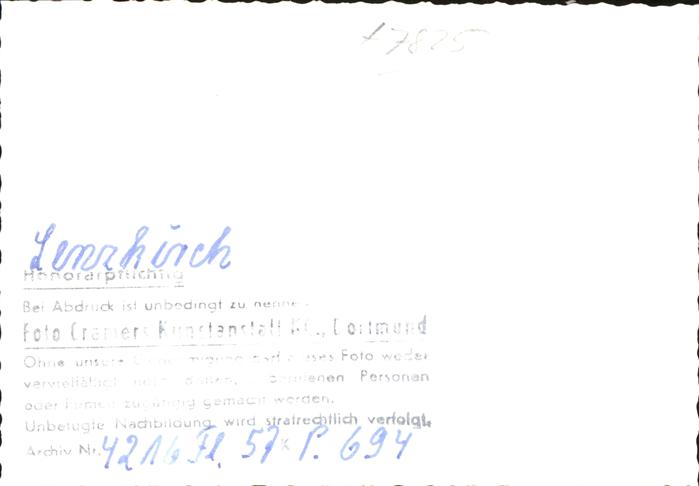 +7825
Lenzkirch
Honorarpflichtig
Bei Abdruck ist unbedingt zu nennen:
Foto Cramers Kunstanstalt KG., Dortmund
Ohne unsere Genehmigung darf dieses Foto weder
vervielfältigt noch dritten, Personen
oder Firmen zugängig gemacht werden.
Unbefugte Nachbildung wird strafrechtlich verfolgt.
Archiv Nr. 4216 Fl. 57 K P. 694